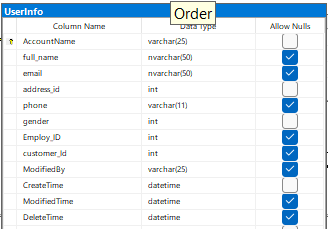 UserInfo
Order
Column Name Data Type Allow Nulls
AccountName varchar(25)
full_name nvarchar(50)
email nvarchar(50)
address_id int
phone varchar(11)
gender int
Employ_ID int
customer_Id int
ModifiedBy varchar(25)
CreateTime datetime
ModifiedTime datetime
DeleteTime datetime